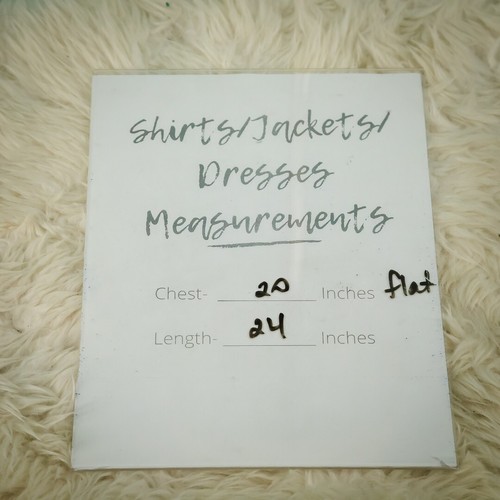 Shirts/Jackets/
Dresses
Measurements
Chest- 20 Inches flat
Length- 24 Inches